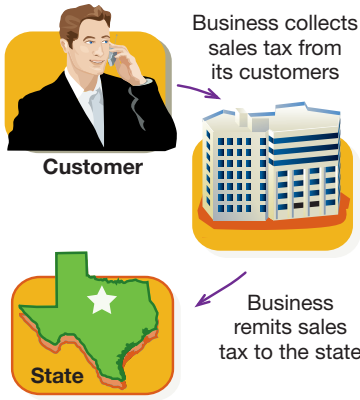 Business collects
sales tax from
its customers
Customer
Business
remits sales
tax to the state
State